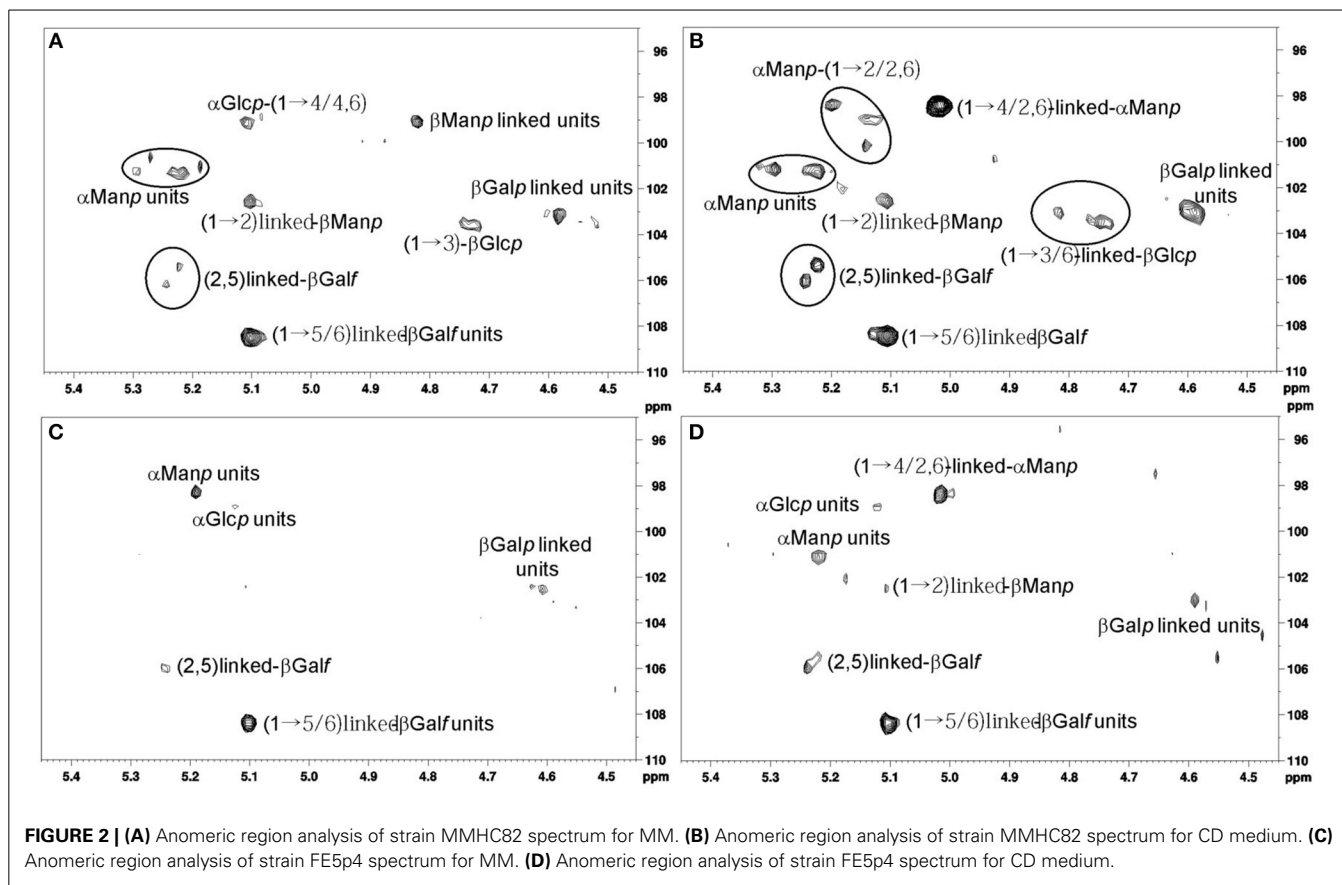 A
αGlcp-(1→4/4,6)
βManp linked units
αManp units
(1→2)linked-βManp
(1→3)-βGlcp
βGalp linked units
(2,5)linked-βGalf
(1→5/6)linked-βGalf units
96
98
100
102
104
106
108
110
5.4 5.3 5.2 5.1 5.0 4.9 4.8 4.7 4.6 4.5 ppm
B
αManp-(1→2/2,6)
(1→4/2,6)-linked-αManp
αManp units
(1→2)linked-βManp
βGalp linked
units
(1→3/6)-linked-βGlcp
(2,5)linked-βGalf
(1→5/6)linked-βGalf
96
98
100
102
104
106
108
110
5.4 5.3 5.2 5.1 5.0 4.9 4.8 4.7 4.6 4.5 ppm
C
αManp units
αGlcp units
βGalp linked
units
(2,5)linked-βGalf
(1→5/6)linked-βGalf units
96
98
100
102
104
106
108
110
5.4 5.3 5.2 5.1 5.0 4.9 4.8 4.7 4.6 4.5 ppm
D
(1→4/2,6)-linked-αManp
αGlcp units
αManp units
(1→2)linked-βManp
βGalp linked units
(2,5)linked-βGalf
(1→5/6)linked-βGalf units
96
98
100
102
104
106
108
110
5.4 5.3 5.2 5.1 5.0 4.9 4.8 4.7 4.6 4.5 ppm
FIGURE 2 | (A) Anomeric region analysis of strain MMHC82 spectrum for MM. (B) Anomeric region analysis of strain MMHC82 spectrum for CD medium. (C)
Anomeric region analysis of strain FE5p4 spectrum for MM. (D) Anomeric region analysis of strain FE5p4 spectrum for CD medium.